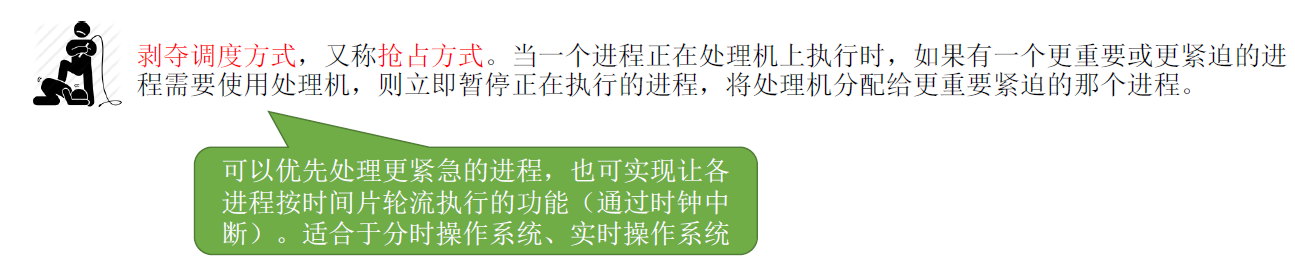 剥夺调度方式，又称抢占方式。当一个进程正在处理机上执行时，如果有一个更重要或更紧迫的进
程需要使用处理机，则立即暂停正在执行的进程，将处理机分配给更重要紧迫的那个进程。
可以优先处理更紧急的进程，也可实现让各
进程按时间片轮流执行的功能（通过时钟中
断）。适合于分时操作系统、实时操作系统